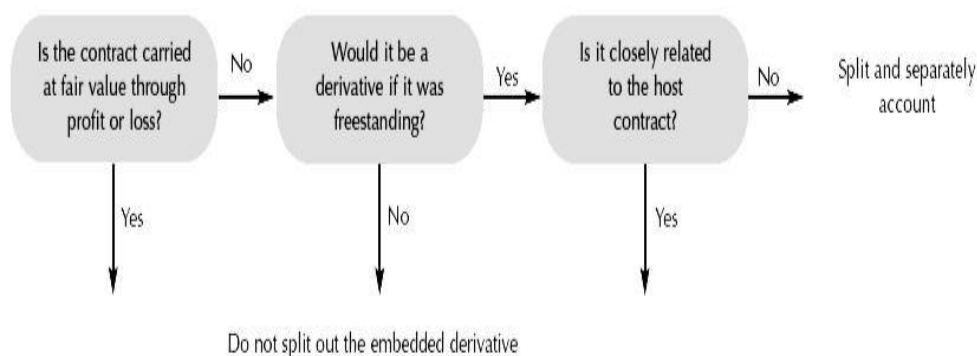 Is the contract carried
at fair value through
profit or loss?
No
Would it be a
derivative if it was
freestanding?
Yes
Is it closely related
to the host
contract?
No
Split and separately
account
Yes
No
Yes
Do not split out the embedded derivative